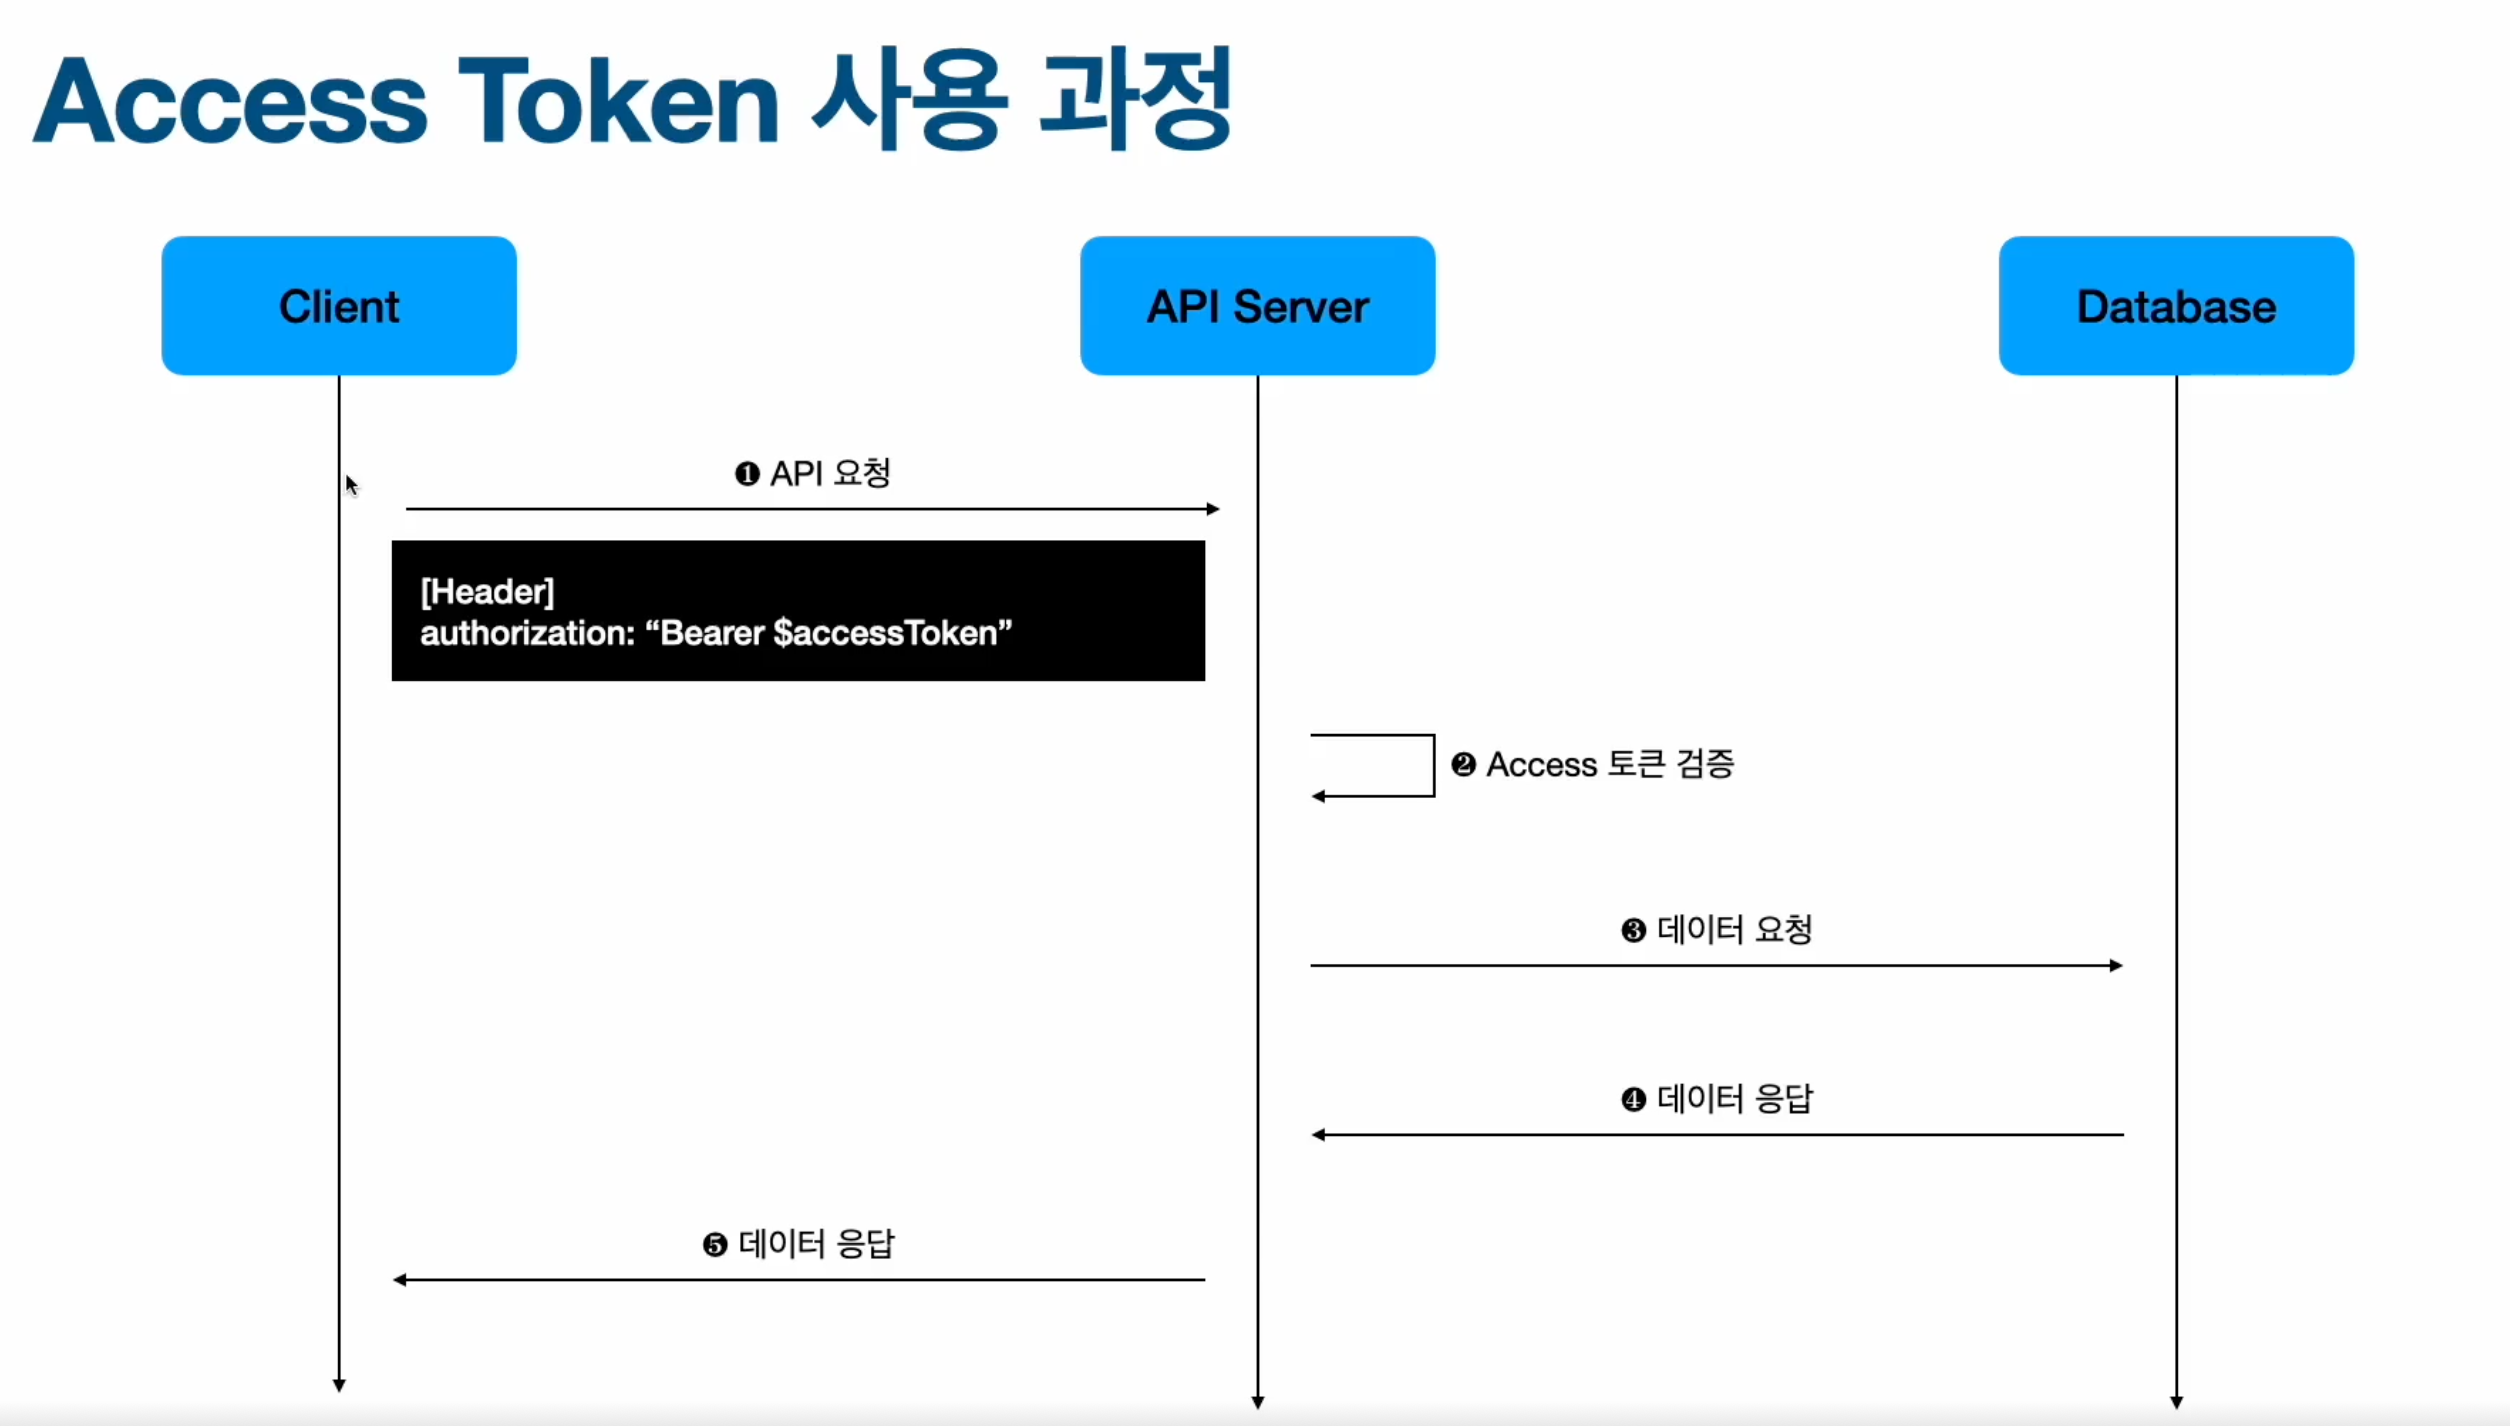 Access Token 사용 과정
Client
API Server
Database
❶ API 요청
[Header]
authorization: “Bearer $accessToken”
❷ Access 토큰 검증
❸ 데이터 요청
❹ 데이터 응답
❺ 데이터 응답